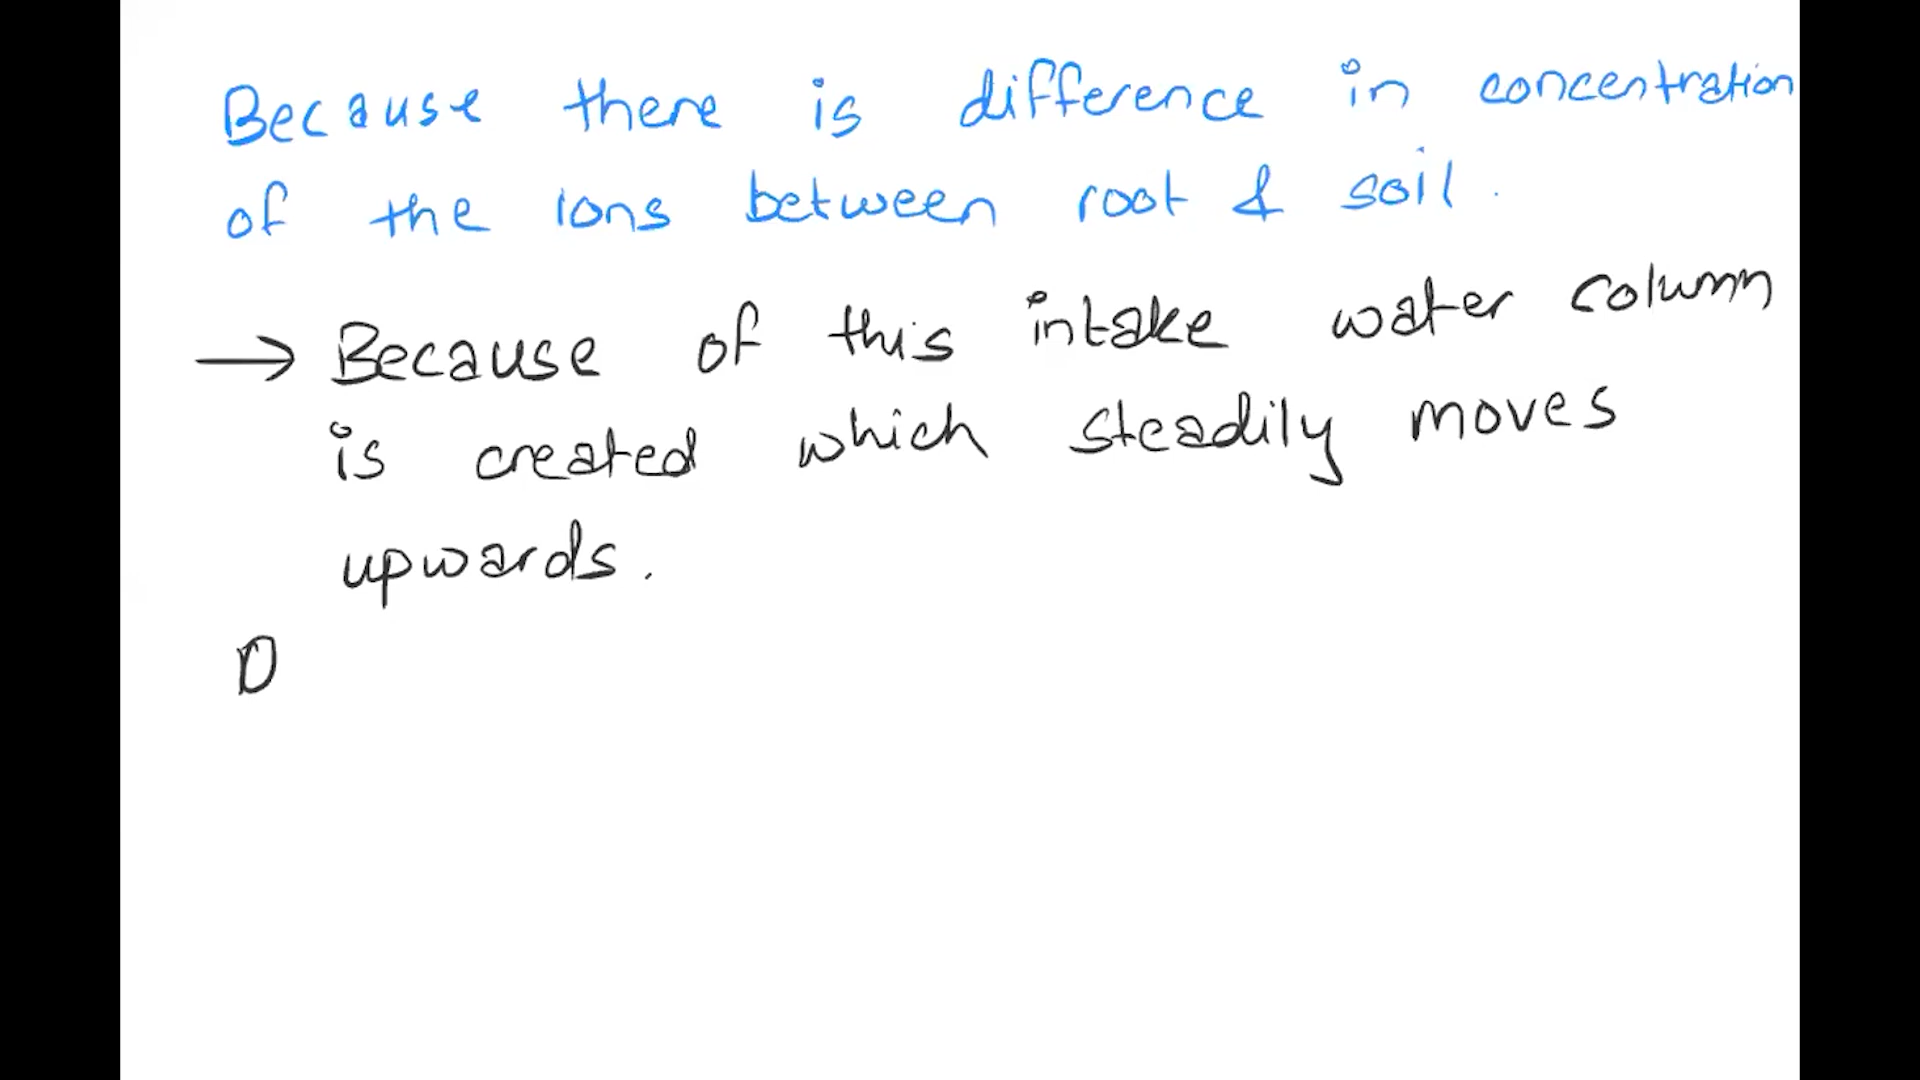 Because there is difference in concentration
of the ions between root & soil.
→ Because of this intake water column
is created which steadily moves
upwards.
D